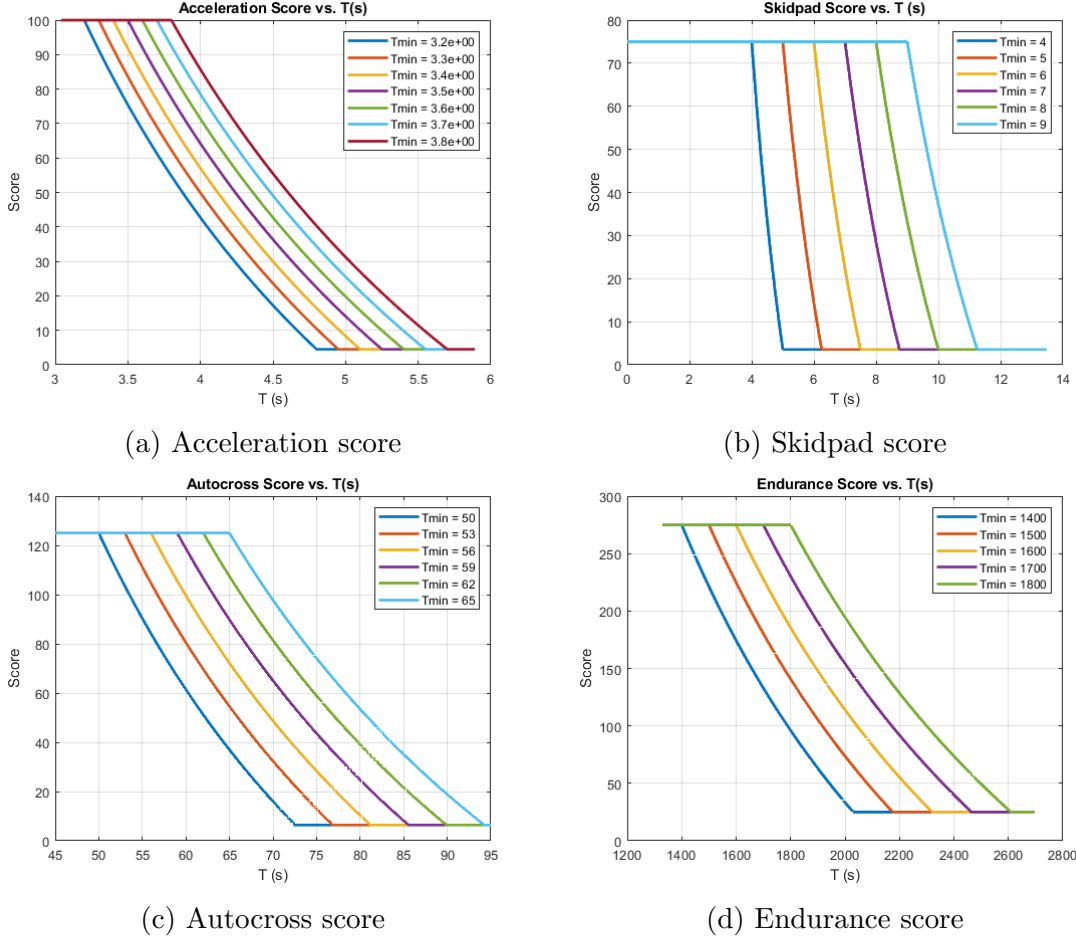 Acceleration Score vs. T(s)
100
90
80
70
60
50
40
30
20
10
0
Score
3
3.5
4
4.5
5
5.5
6
T (s)
Tmin = 3.2e+00
Tmin = 3.3e+00
Tmin = 3.4e+00
Tmin = 3.5e+00
Tmin = 3.6e+00
Tmin = 3.7e+00
Tmin = 3.8e+00
(a) Acceleration score
Skidpad Score vs. T (s)
80
70
60
50
40
30
20
10
0
Score
0
2
4
6
8
10
12
14
T (s)
Tmin = 4
Tmin = 5
Tmin = 6
Tmin = 7
Tmin = 8
Tmin = 9
(b) Skidpad score
Autocross Score vs. T(s)
140
120
100
80
60
40
20
0
Score
45
50
55
60
65
70
75
80
85
90
95
T (s)
Tmin = 50
Tmin = 53
Tmin = 56
Tmin = 59
Tmin = 62
Tmin = 65
(c) Autocross score
Endurance Score vs. T(s)
300
250
200
150
100
50
0
Score
1200
1400
1600
1800
2000
2200
2400
2600
2800
T (s)
Tmin = 1400
Tmin = 1500
Tmin = 1600
Tmin = 1700
Tmin = 1800
(d) Endurance score